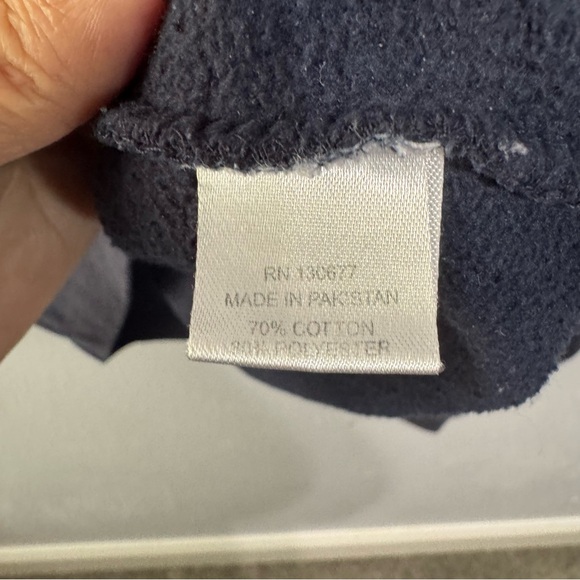 RN 130677
MADE IN PAKISTAN
70% COTTON
30% POLYESTER